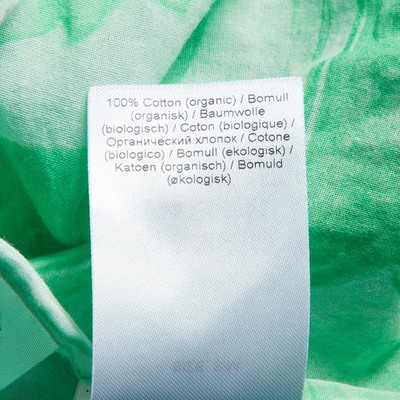 100% Cotton (organic) / Bomull
(organisk) / Baumwolle
(biologisch) / Coton (biologique) /
Органический хлопок / Cotone
(biologico) / Bomull (ekologisk) /
Katoen (organisch) / Bomuld
(økologisk)